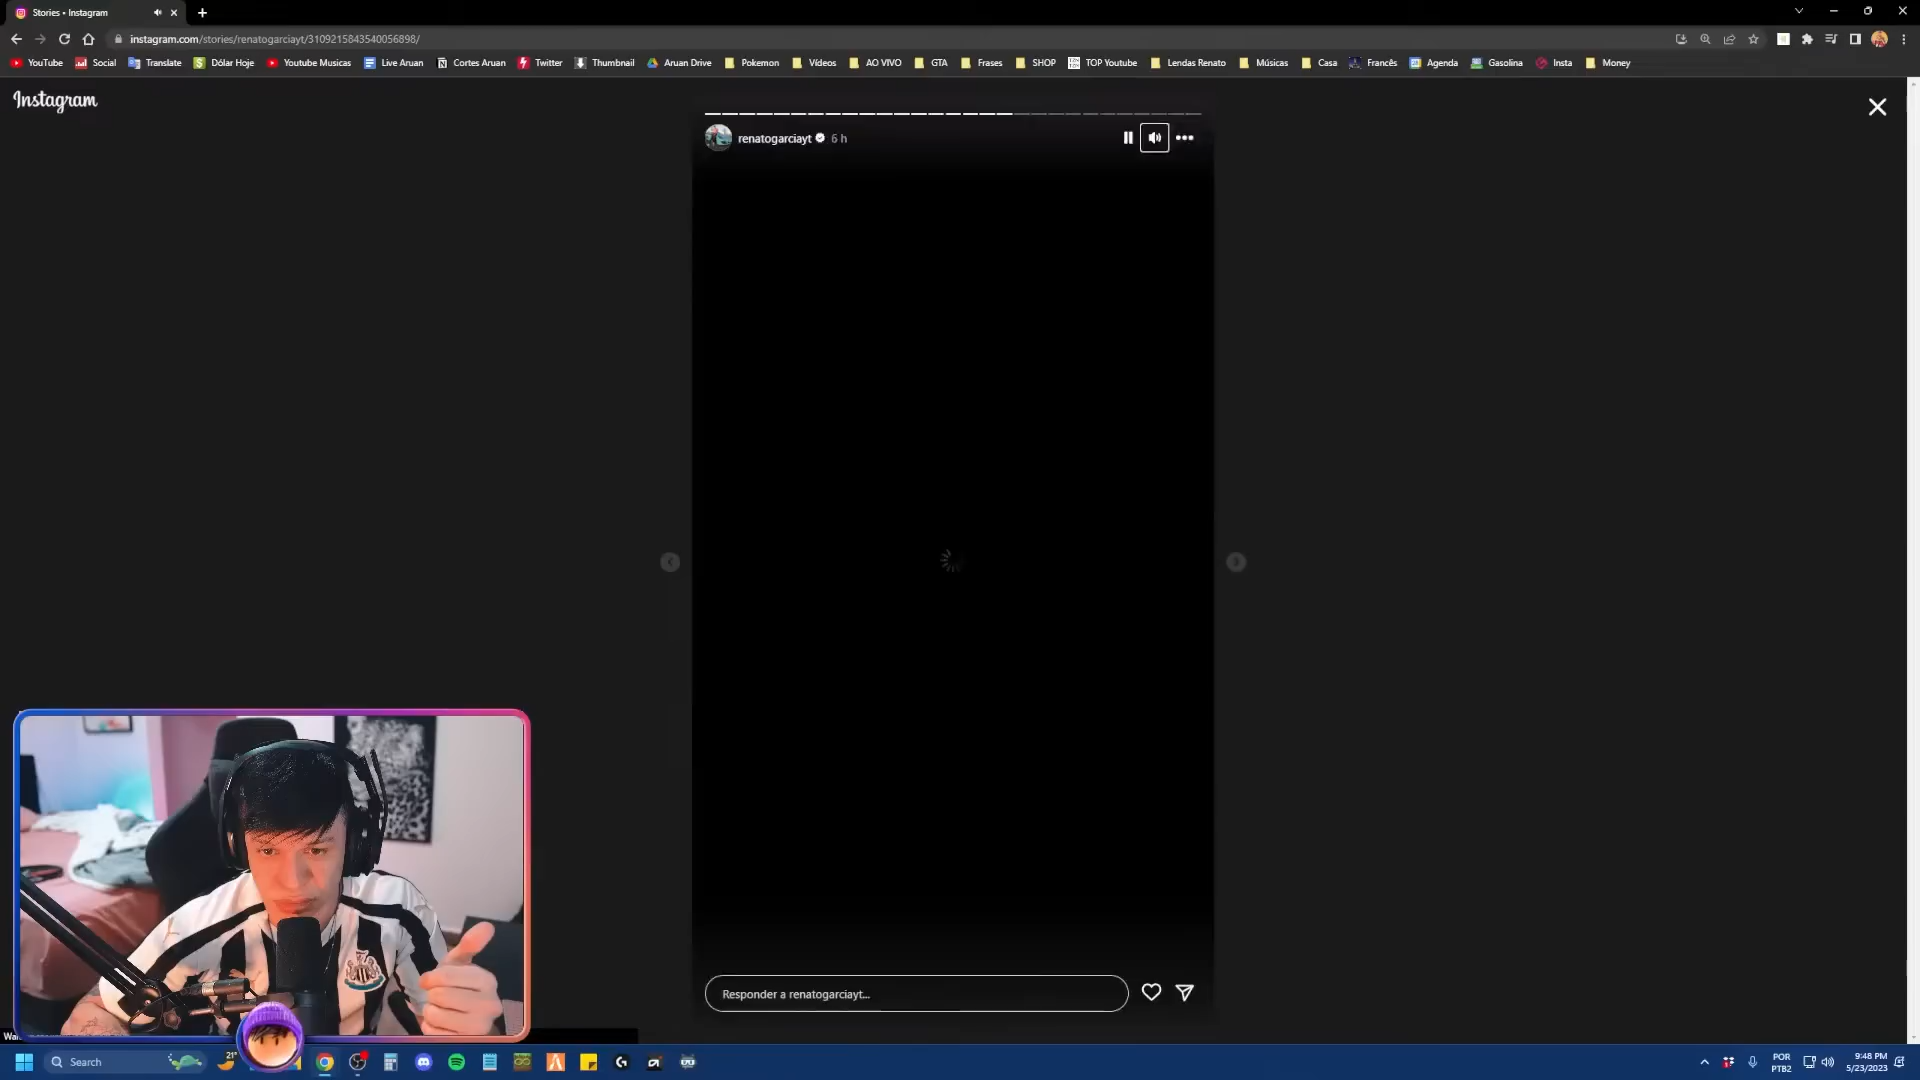 Stories • Instagram
instagram.com/stories/renatogarciayt/3109215843540056898/
YouTube
Social
Translate
Dólar Hoje
Youtube Musicas
Live Aruan
Cortes Aruan
Twitter
Thumbnail
Aruan Drive
Pokemon
Vídeos
AO VIVO
GTA
Frases
SHOP
TOP Youtube
Lendas Renato
Músicas
Casa
Francês
Agenda
Gasolina
Insta
Money
Instagram
renatogarciayt
6 h
Responder a renatogarciayt...
21°
Search
POR
PTB2
9:48 PM
5/23/2023